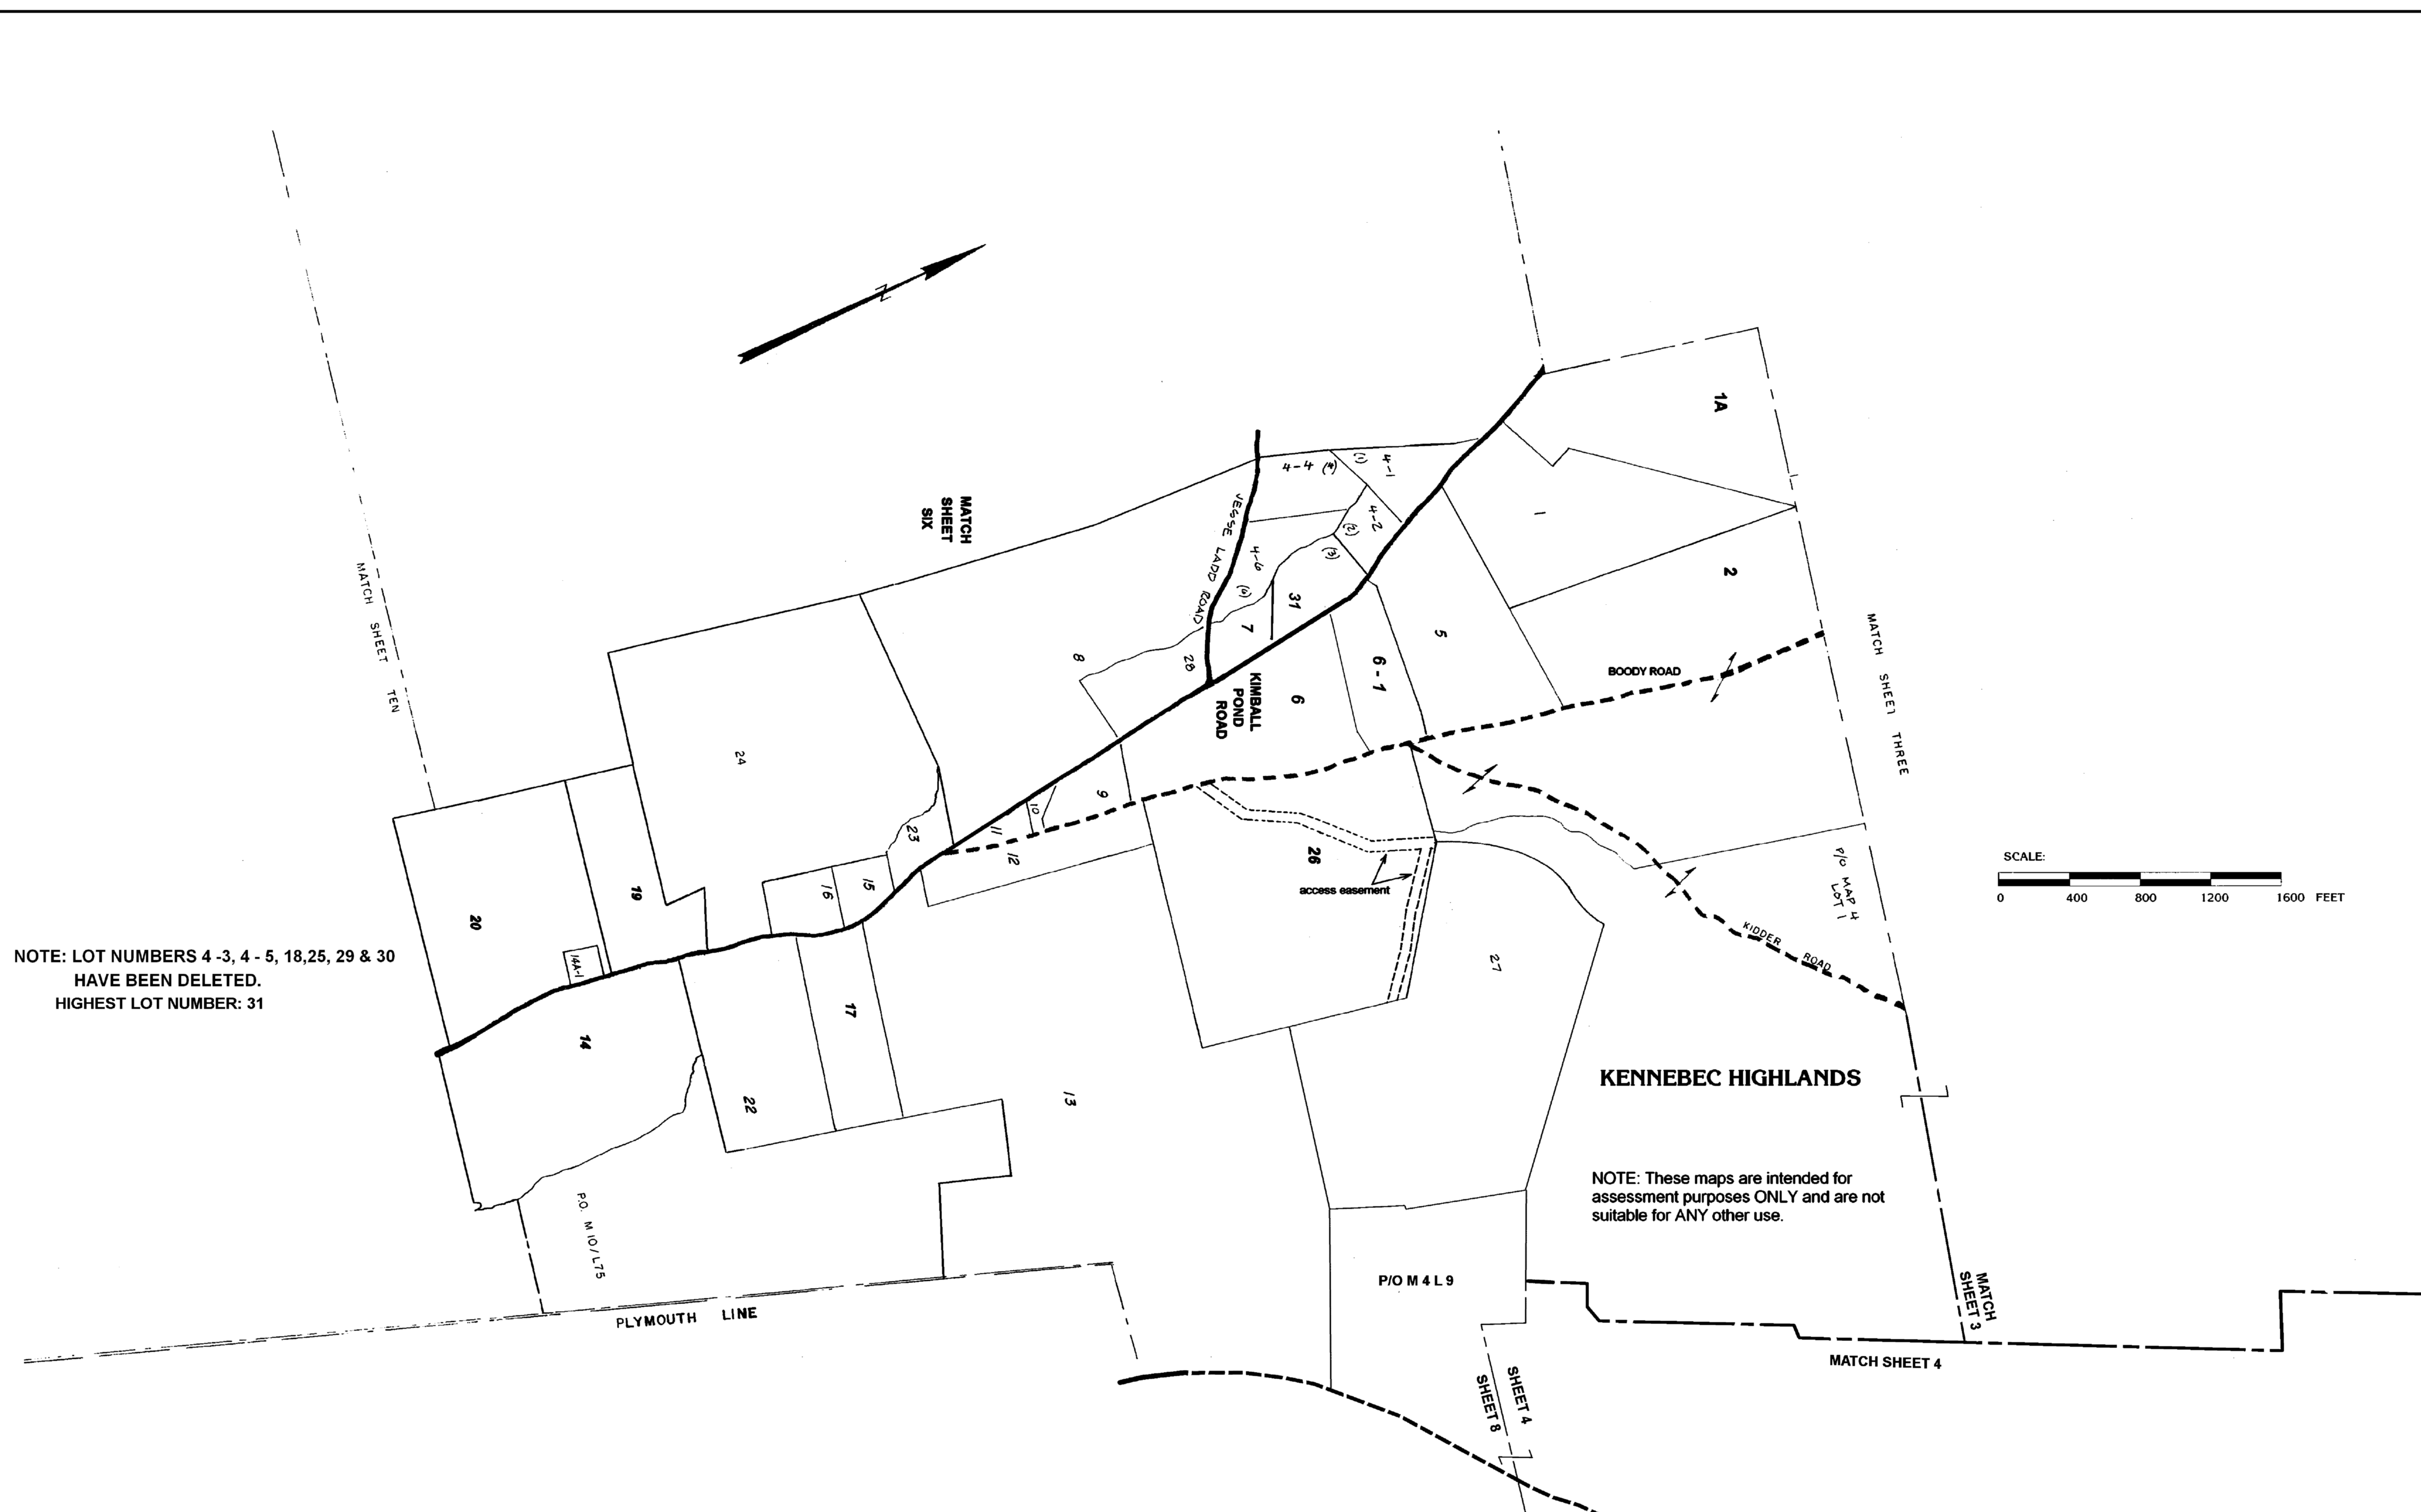 N
1A
1
2
4-4 (4)
(1)
4-1
4-2
(2)
(3)
4-6
(6)
JESSE LADD ROAD
31
7
28
8
5
6 - 1
6
KIMBALL
POND
ROAD
BOODY ROAD
MATCH
SHEET
SIX
MATCH SHEET TEN
MATCH SHEET THREE
24
9
10
11
12
23
15
16
19
20
14A-1
14
17
22
13
26
access easement
27
P/O MAP 4
LOT 1
KIDDER ROAD
SCALE:
0 400 800 1200 1600 FEET
NOTE: LOT NUMBERS 4 -3, 4 - 5, 18,25, 29 & 30
HAVE BEEN DELETED.
HIGHEST LOT NUMBER: 31
KENNEBEC HIGHLANDS
NOTE: These maps are intended for
assessment purposes ONLY and are not
suitable for ANY other use.
P.O. M10/L75
PLYMOUTH LINE
P/O M 4 L 9
MATCH
SHEET 3
MATCH SHEET 4
SHEET 4
SHEET 8